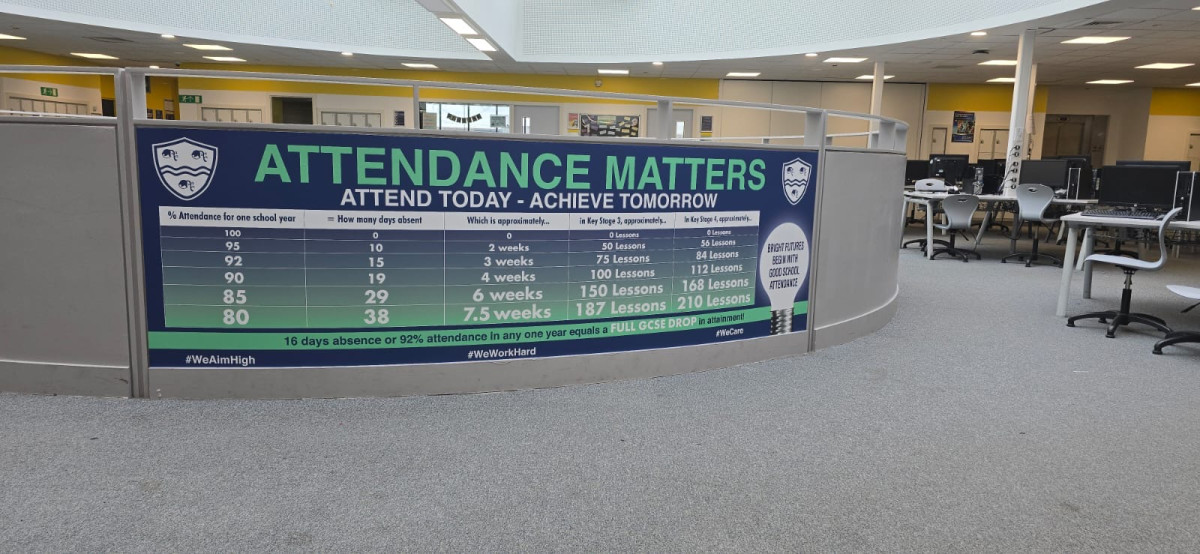 ATTENDANCE MATTERS
ATTEND TODAY - ACHIEVE TOMORROW
% Attendance for one school year = How many days absent Which is approximately... in Key Stage 3, approximately... in Key Stage 4, approximately...
100 0 0 0 Lessons 0 Lessons
95 10 2 weeks 50 Lessons 56 Lessons
92 15 3 weeks 75 Lessons 84 Lessons
90 19 4 weeks 100 Lessons 112 Lessons
85 29 6 weeks 150 Lessons 168 Lessons
80 38 7.5 weeks 187 Lessons 210 Lessons
BRIGHT FUTURES
BEGIN WITH
GOOD SCHOOL
ATTENDANCE
16 days absence or 92% attendance in any one year equals a FULL GCSE DROP in attainment!
#WeAimHigh #WeWorkHard #WeCare